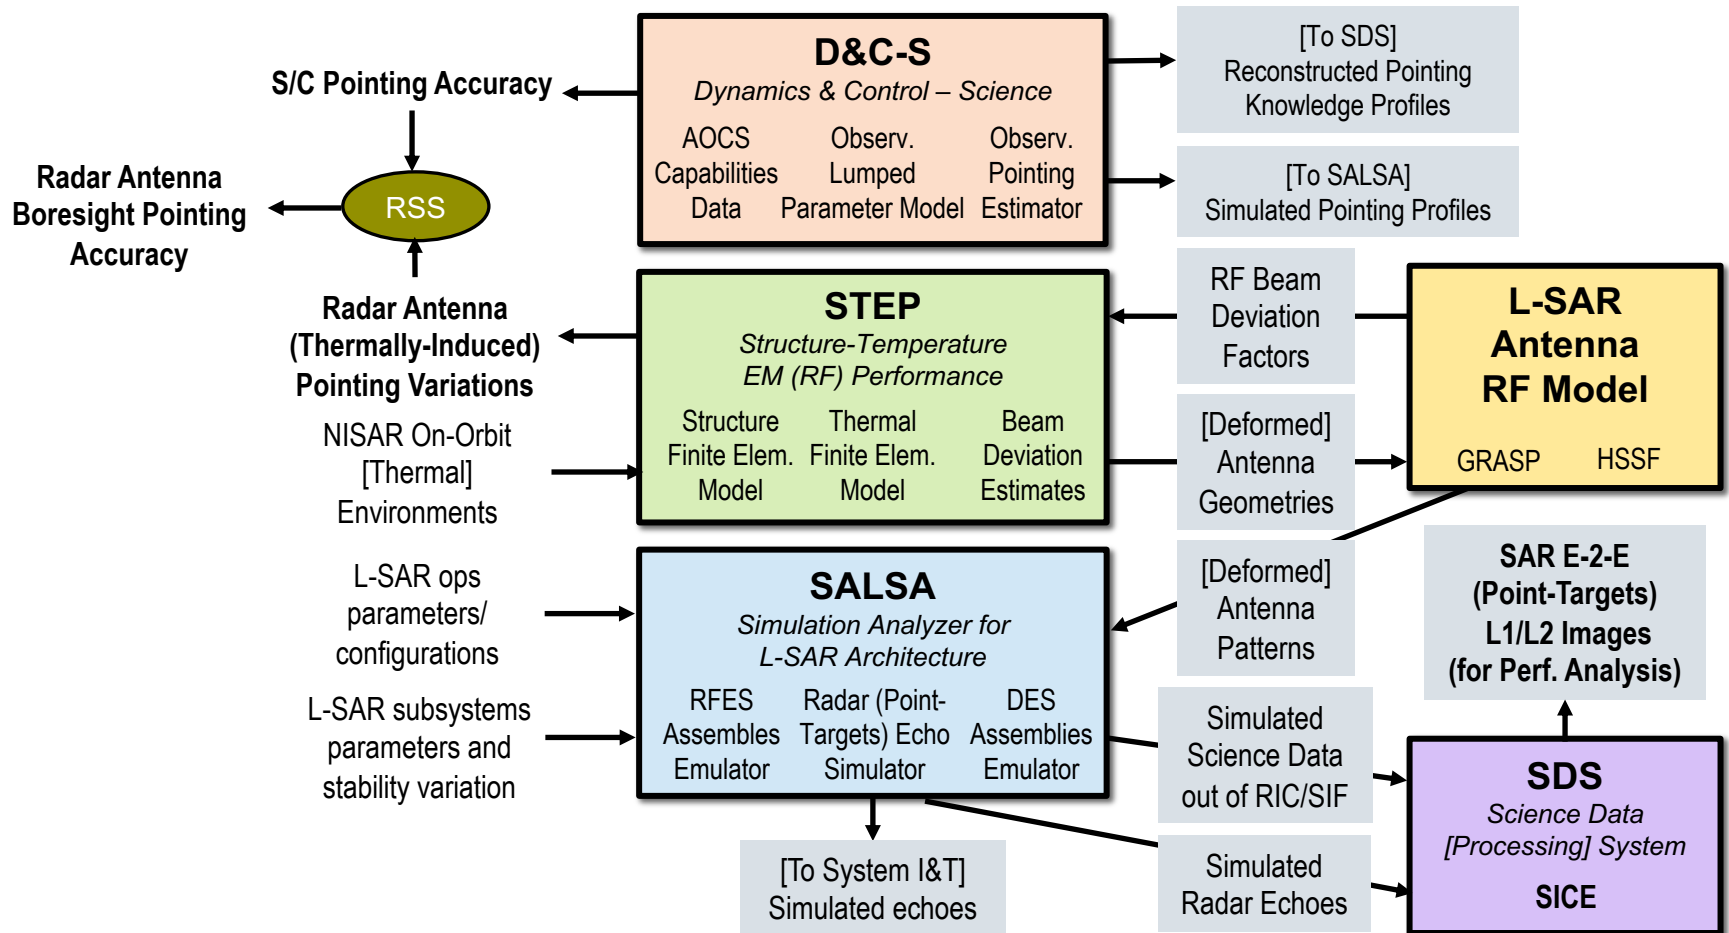 D&C-S
Dynamics & Control – Science
AOCS
Capabilities
Data
Observ.
Lumped
Parameter Model
Observ.
Pointing
Estimator
[To SDS]
Reconstructed Pointing
Knowledge Profiles
[To SALSA]
Simulated Pointing Profiles
S/C Pointing Accuracy
RSS
Radar Antenna
Boresight Pointing
Accuracy
Radar Antenna
(Thermally-Induced)
Pointing Variations
NISAR On-Orbit
[Thermal]
Environments
STEP
Structure-Temperature
EM (RF) Performance
Structure
Finite Elem.
Model
Thermal
Finite Elem.
Model
Beam
Deviation
Estimates
RF Beam
Deviation
Factors
[Deformed]
Antenna
Geometries
L-SAR
Antenna
RF Model
GRASP
HSSF
L-SAR ops
parameters/
configurations
L-SAR subsystems
parameters and
stability variation
SALSA
Simulation Analyzer for
L-SAR Architecture
RFES
Assembles
Emulator
Radar (Point-
Targets) Echo
Simulator
DES
Assemblies
Emulator
[Deformed]
Antenna
Patterns
SAR E-2-E
(Point-Targets)
L1/L2 Images
(for Perf. Analysis)
Simulated
Science Data
out of RIC/SIF
SDS
Science Data
[Processing] System
SICE
[To System I&T]
Simulated echoes
Simulated
Radar Echoes